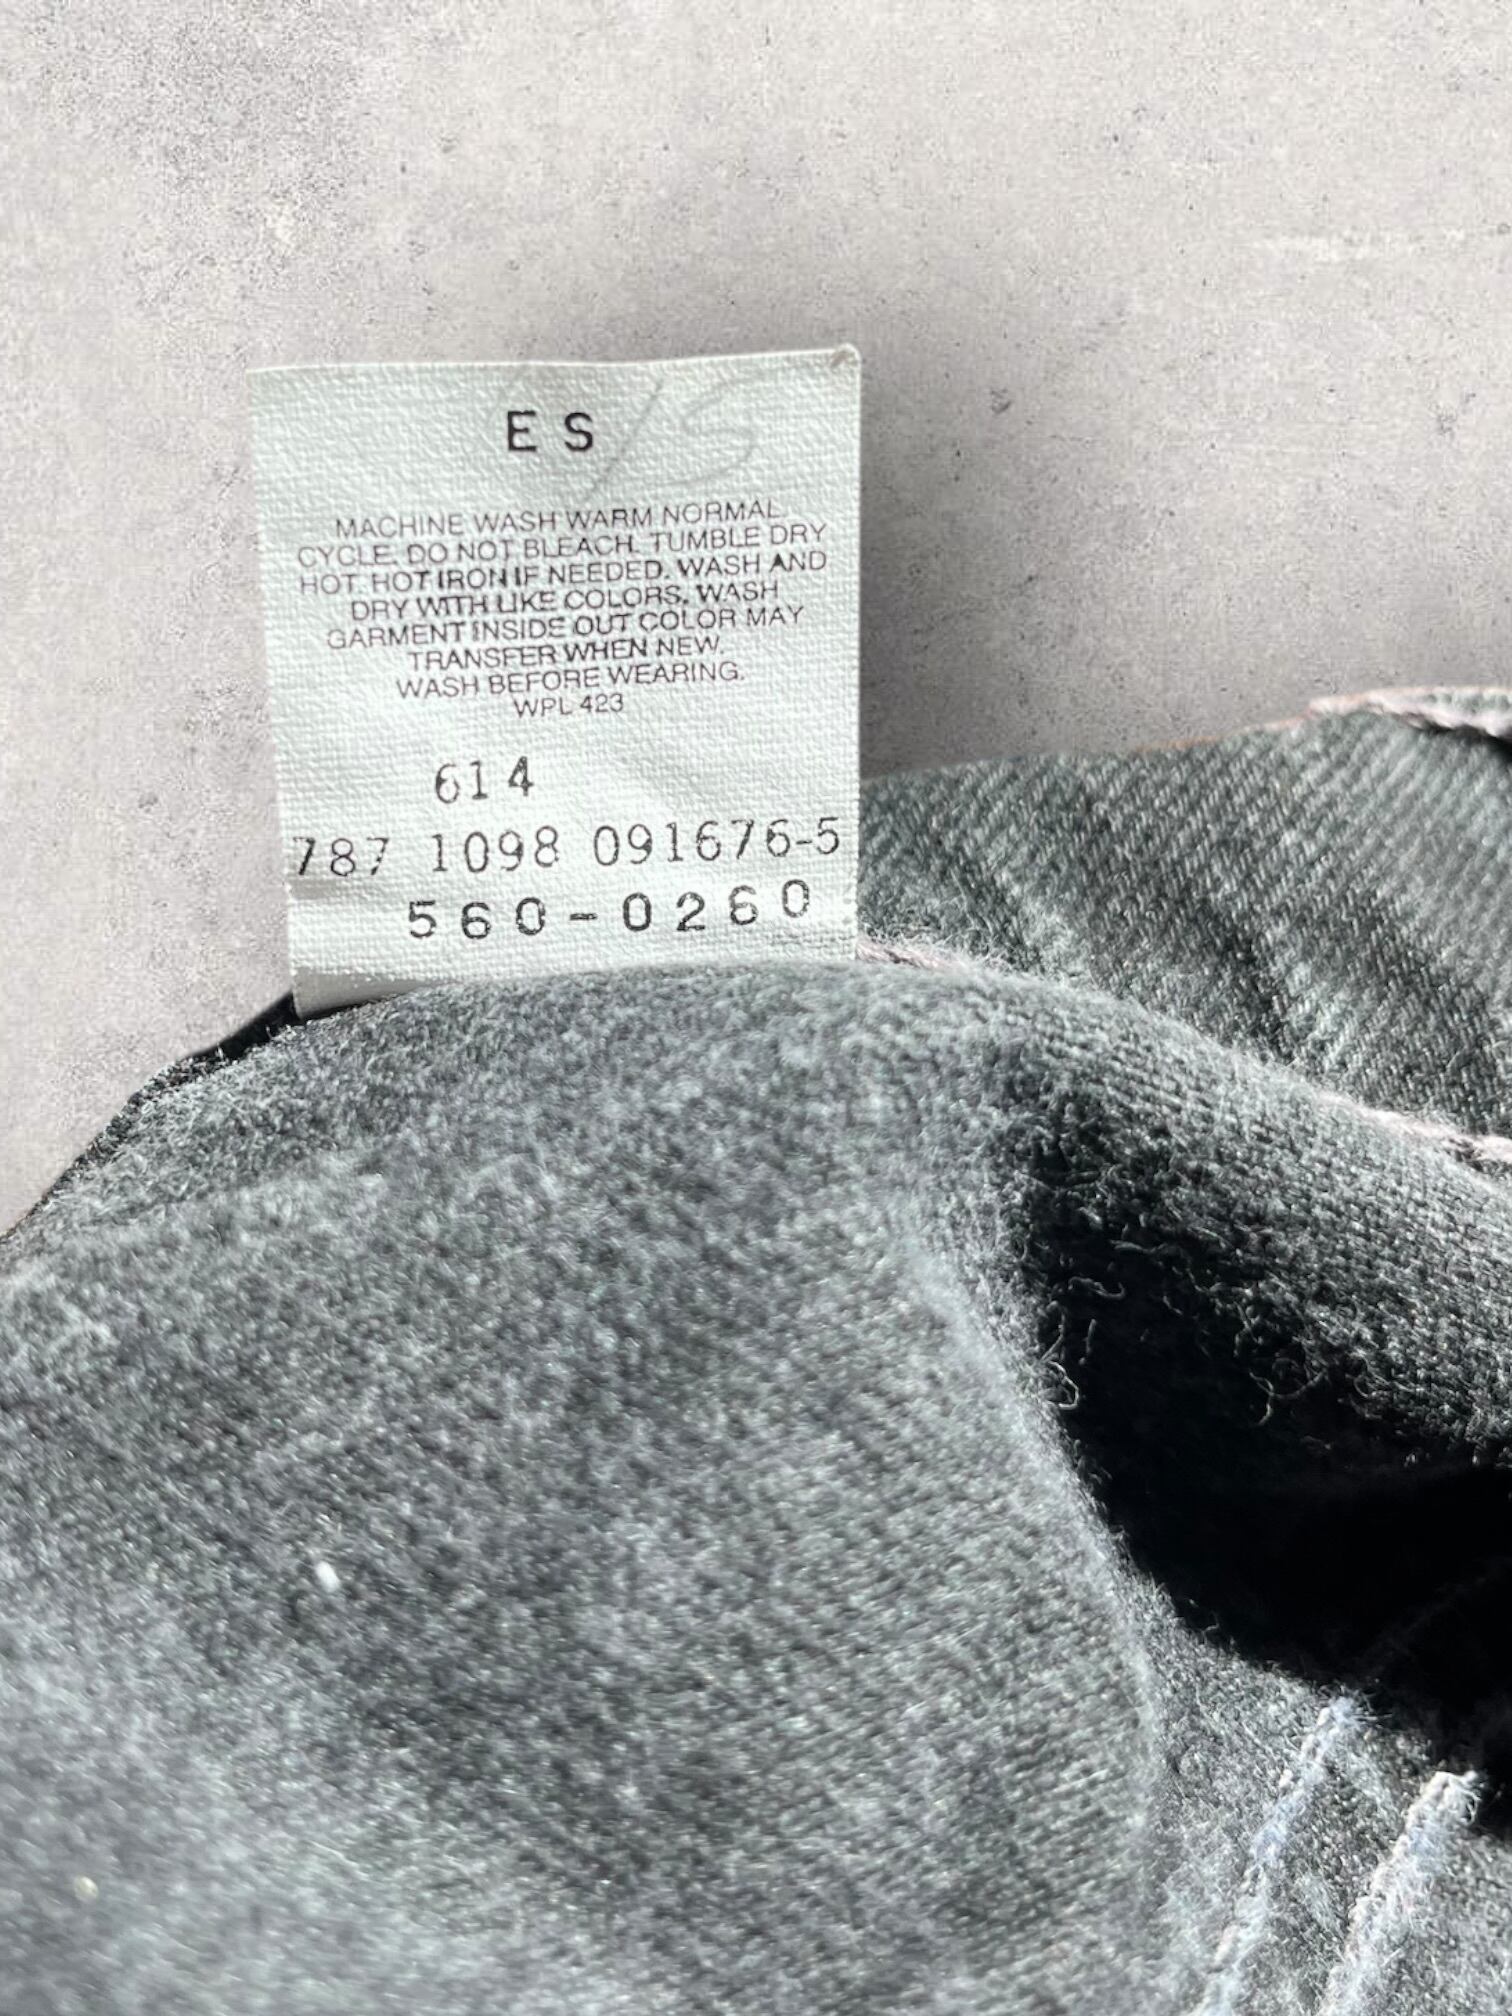 E S
MACHINE WASH WARM NORMAL
CYCLE. DO NOT BLEACH. TUMBLE DRY
HOT. HOT IRON IF NEEDED. WASH AND
DRY WITH LIKE COLORS. WASH
GARMENT INSIDE OUT COLOR MAY
TRANSFER WHEN NEW.
WASH BEFORE WEARING.
WPL 423
614
787 1098 091676-5
560-0260